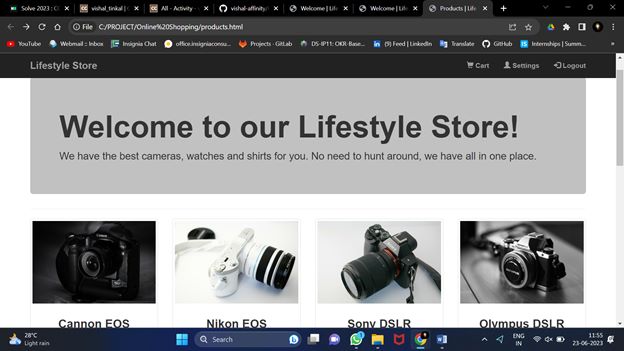 Solve 2023 : C
vishal_tinkal |
All - Activity -
vishal-affinity/
Welcome | Life
Welcome | Life
Products | Life
File C:/PROJECT/Online%20Shopping/products.html
YouTube Webmail :: Inbox Insignia Chat office.insigniaconsu... Projects · GitLab DS-IP11: OKR-Base... (9) Feed | LinkedIn Translate GitHub Internships | Summ...
Lifestyle Store Cart Settings Logout
Welcome to our Lifestyle Store!
We have the best cameras, watches and shirts for you. No need to hunt around, we have all in one place.
Cannon EOS
Nikon EOS
Sony DSLR
Olympus DSLR
28°C
Light rain
Search
ENG
IN
11:55
23-06-2023